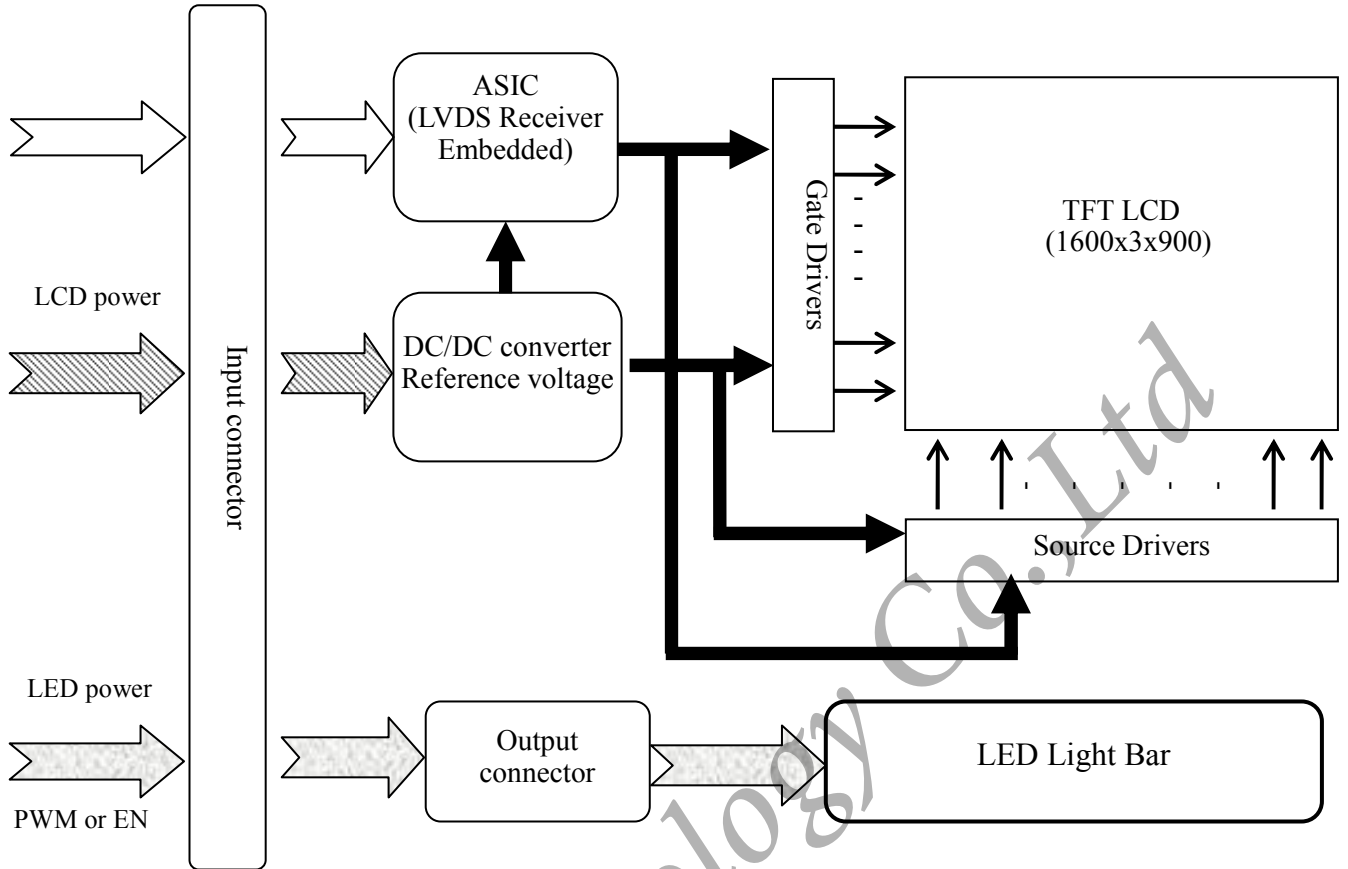 ASIC
(LVDS Receiver
Embedded)
Gate Drivers
TFT LCD
(1600x3x900)
LCD power
Input connector
DC/DC converter
Reference voltage
Source Drivers
LED power
PWM or EN
Output
connector
LED Light Bar
ology Co.,Ltd